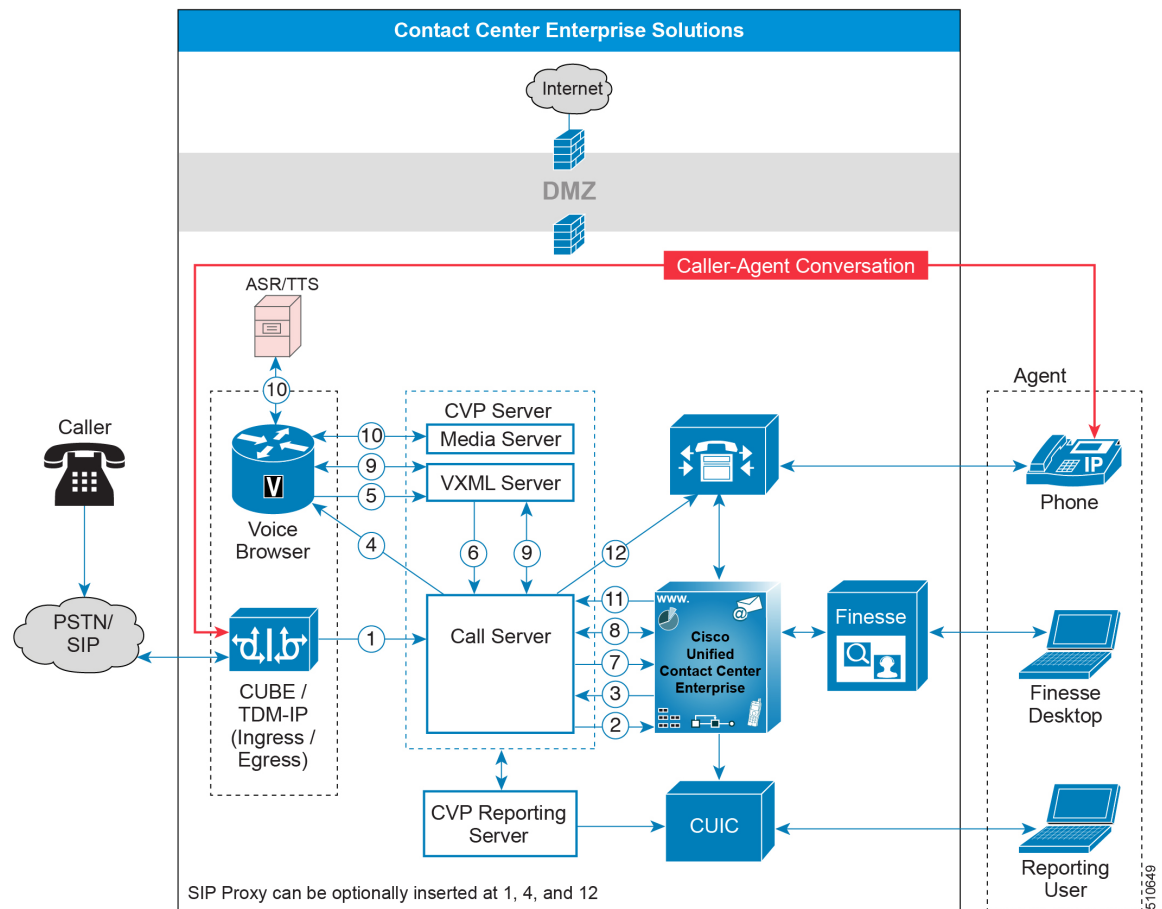 Contact Center Enterprise Solutions
Internet
DMZ
Caller-Agent Conversation
ASR/TTS
Agent
10
Caller
CVP Server
10
Media Server
9
VXML Server
IP
5
V
Phone
Voice
Browser
4
6
9
12
PSTN/
SIP
1
Call Server
11
www.
@
8
Cisco
Unified
Contact Center
Enterprise
7
3
2
Finesse
CUBE /
TDM-IP
(Ingress /
Egress)
Finesse
Desktop
CVP Reporting
Server
CUIC
Reporting
User
SIP Proxy can be optionally inserted at 1, 4, and 12
510649